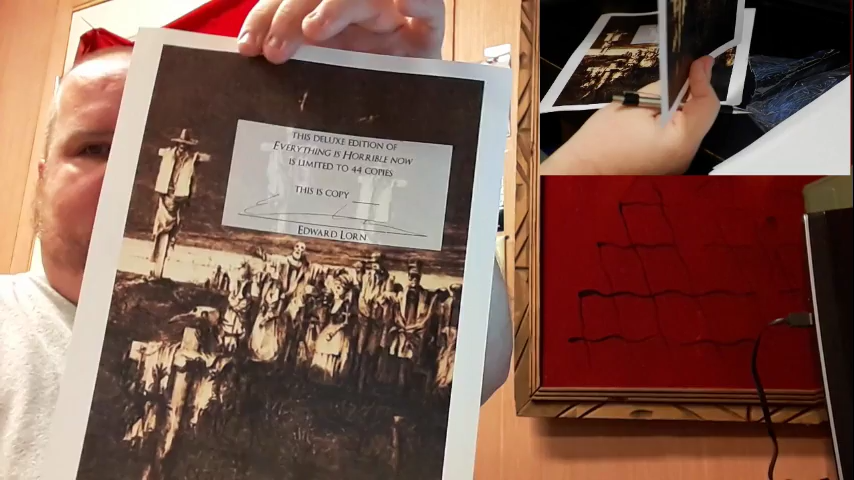 THIS DELUXE EDITION OF
EVERYTHING IS HORRIBLE NOW
IS LIMITED TO 44 COPIES
THIS IS COPY
EDWARD LORN